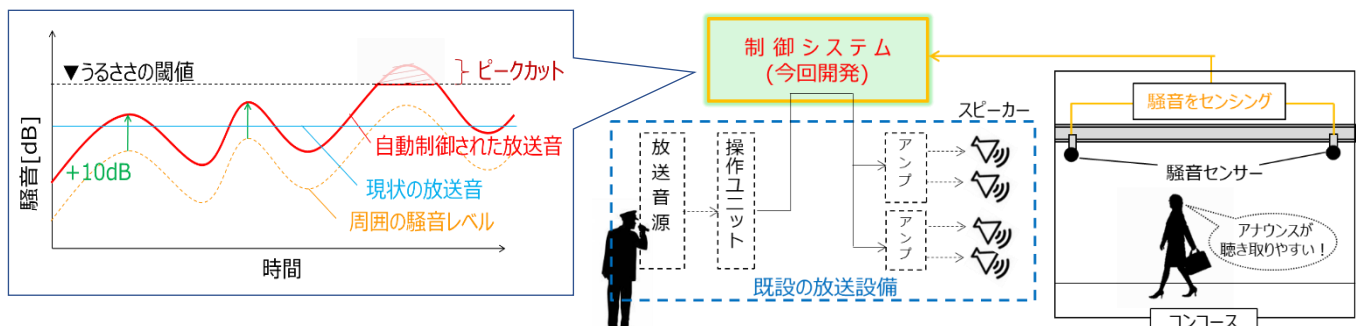 ▼うるささの閾値
ピークカット
自動制御された放送音
+10dB
現状の放送音
周囲の騒音レベル
騒音[dB]
時間
制御システム
(今回開発)
スピーカー
放送音源
操作ユニット
アンプ
アンプ
既設の放送設備
騒音をセンシング
騒音センサー
アナウンスが
聴き取りやすい！
コンコース